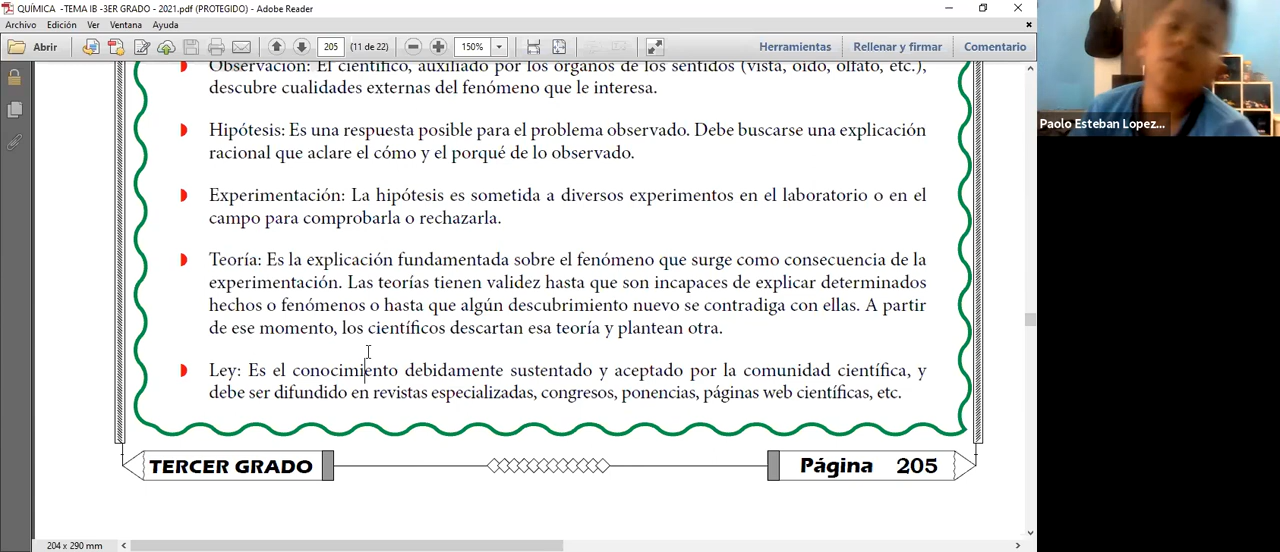 QUÍMICA -TEMA IB -3ER GRADO - 2021.pdf (PROTEGIDO) - Adobe Reader
Archivo Edición Ver Ventana Ayuda
Abrir 205 (11 de 22) 150% Herramientas Rellenar y firmar Comentario
Observación: El científico, auxiliado por los órganos de los sentidos (vista, oído, olfato, etc.),
descubre cualidades externas del fenómeno que le interesa.
Hipótesis: Es una respuesta posible para el problema observado. Debe buscarse una explicación
racional que aclare el cómo y el porqué de lo observado.
Experimentación: La hipótesis es sometida a diversos experimentos en el laboratorio o en el
campo para comprobarla o rechazarla.
Teoría: Es la explicación fundamentada sobre el fenómeno que surge como consecuencia de la
experimentación. Las teorías tienen validez hasta que son incapaces de explicar determinados
hechos o fenómenos o hasta que algún descubrimiento nuevo se contradiga con ellas. A partir
de ese momento, los científicos descartan esa teoría y plantean otra.
Ley: Es el conocimiento debidamente sustentado y aceptado por la comunidad científica, y
debe ser difundido en revistas especializadas, congresos, ponencias, páginas web científicas, etc.
TERCER GRADO Página 205
204 x 290 mm
Paolo Esteban Lopez...